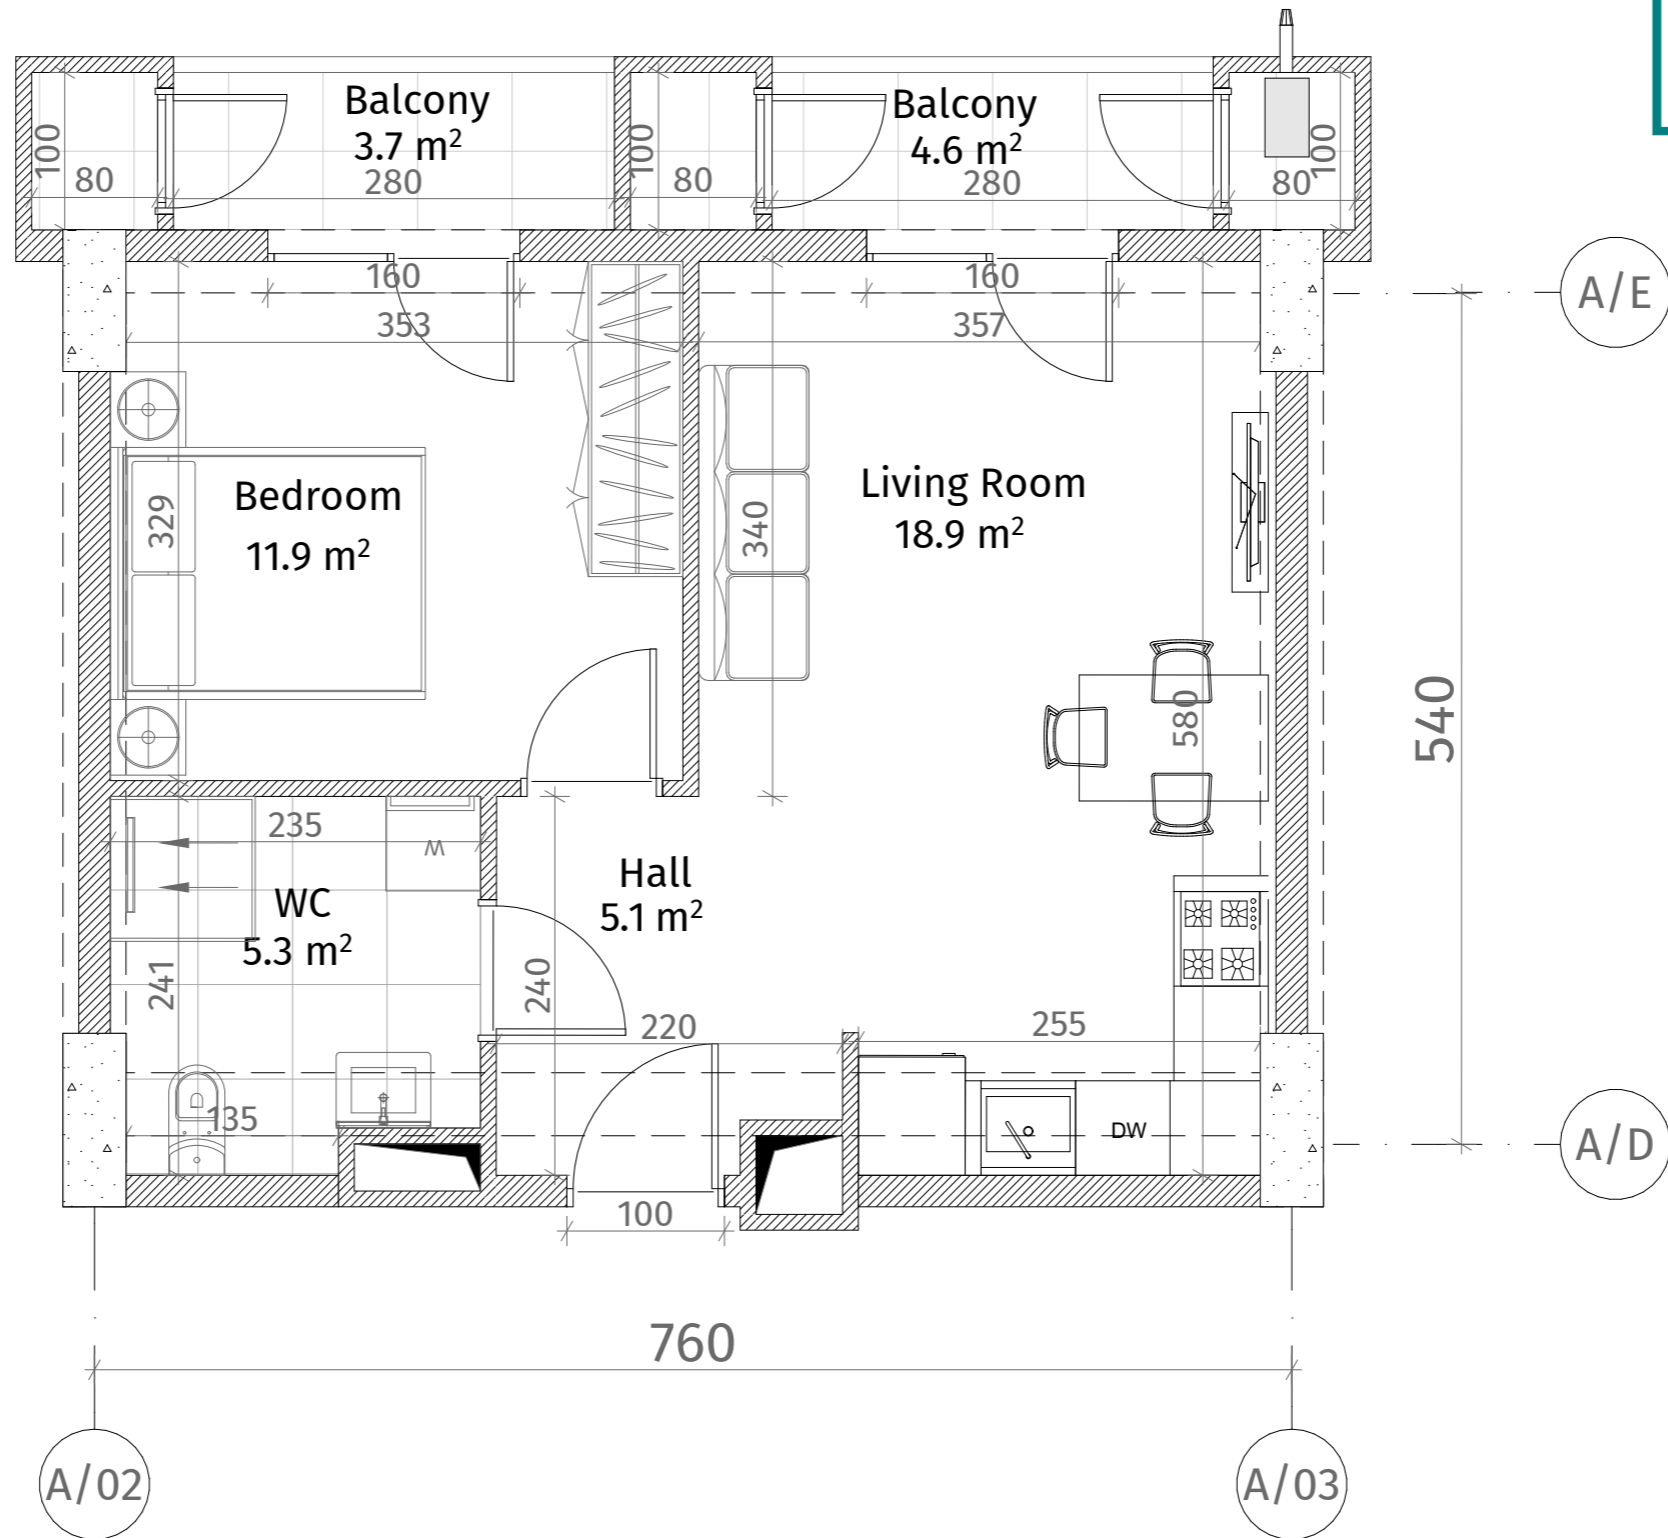 Balcony
3.7 m²
Balcony
4.6 m²
100
80
280
100
80
280
80
100
160
160
353
357
A/E
Bedroom
11.9 m²
329
Living Room
18.9 m²
340
580
540
235
W
WC
5.3 m²
241
Hall
5.1 m²
240
220
255
135
DW
A/D
100
760
A/02
A/03